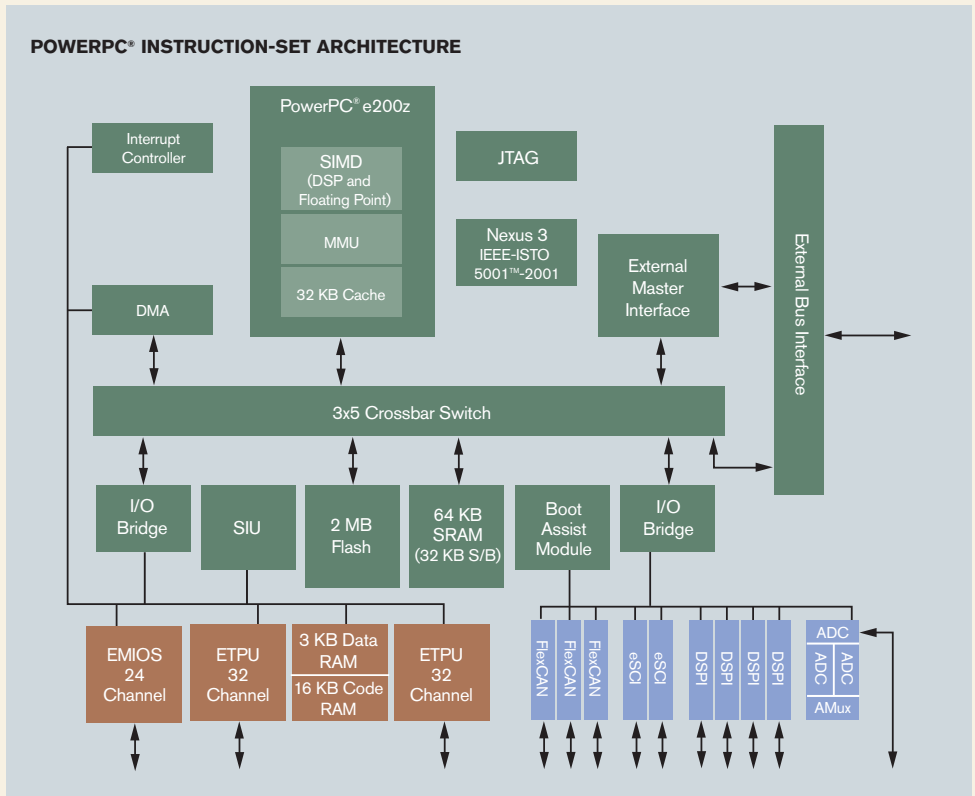 POWERPC® INSTRUCTION-SET ARCHITECTURE
PowerPC® e200z
SIMD
(DSP and
Floating Point)
MMU
32 KB Cache
Interrupt
Controller
DMA
JTAG
Nexus 3
IEEE-ISTO
5001™-2001
External
Master
Interface
External Bus Interface
3x5 Crossbar Switch
I/O
Bridge
SIU
2 MB
Flash
64 KB
SRAM
(32 KB S/B)
Boot
Assist
Module
I/O
Bridge
EMIOS
24
Channel
ETPU
32
Channel
3 KB Data
RAM
16 KB Code
RAM
ETPU
32
Channel
FlexCAN
FlexCAN
FlexCAN
eSCI
eSCI
DSPI
DSPI
DSPI
DSPI
ADC
ADC
ADC
AMux